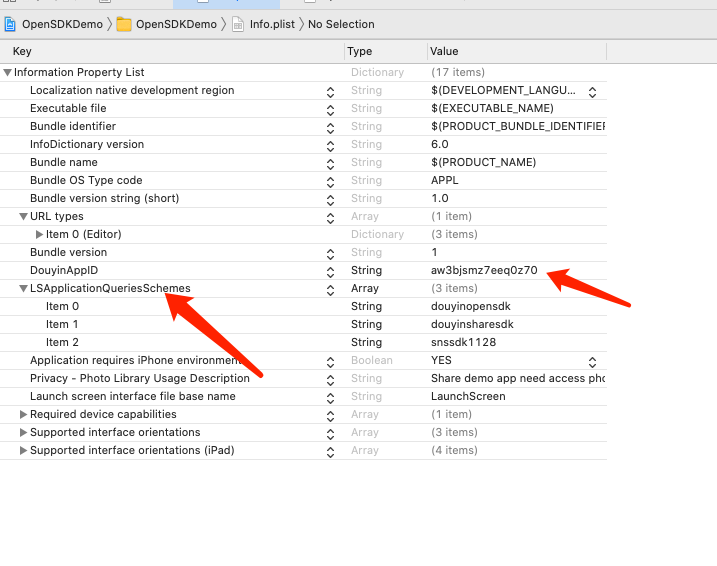 OpenSDKDemo OpenSDKDemo Info.plist No Selection
Key Type Value
Information Property List Dictionary (17 items)
Localization native development region String $(DEVELOPMENT_LANGU...
Executable file String $(EXECUTABLE_NAME)
Bundle identifier String $(PRODUCT_BUNDLE_IDENTIFIER
InfoDictionary version String 6.0
Bundle name String $(PRODUCT_NAME)
Bundle OS Type code String APPL
Bundle version string (short) String 1.0
URL types Array (1 item)
Item 0 (Editor) Dictionary (3 items)
Bundle version String 1
DouyinAppID String aw3bjsmz7eeq0z70
LSApplicationQueriesSchemes Array (3 items)
Item 0 String douyinopensdk
Item 1 String douyinsharesdk
Item 2 String snssdk1128
Application requires iPhone environment Boolean YES
Privacy - Photo Library Usage Description String Share demo app need access pho
Launch screen interface file base name String LaunchScreen
Required device capabilities Array (1 item)
Supported interface orientations Array (3 items)
Supported interface orientations (iPad) Array (4 items)